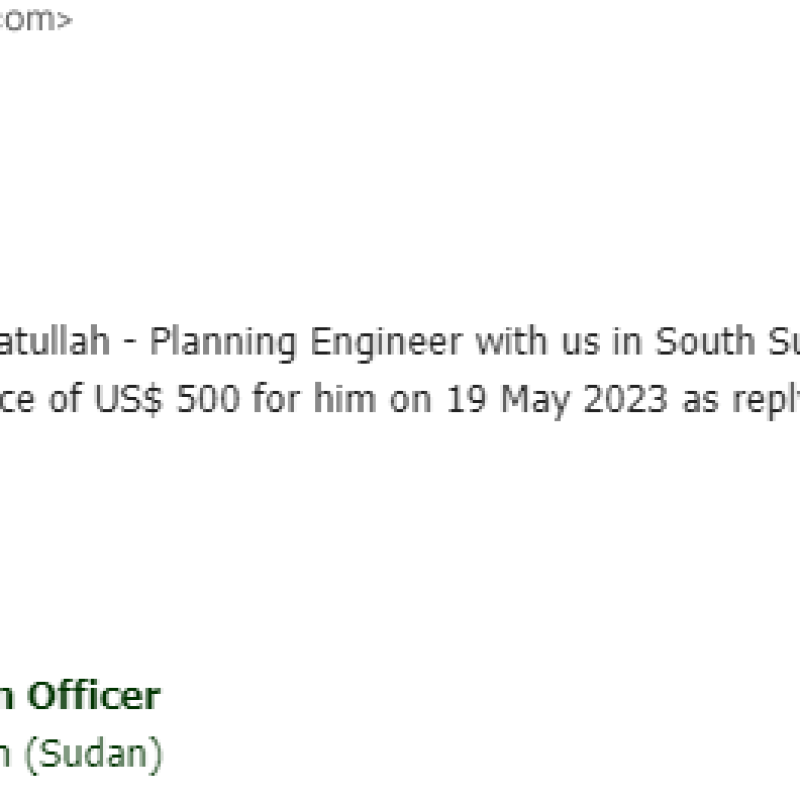 om>
atullah - Planning Engineer with us in South Su
ce of US$ 500 for him on 19 May 2023 as reply
n Officer
n (Sudan)